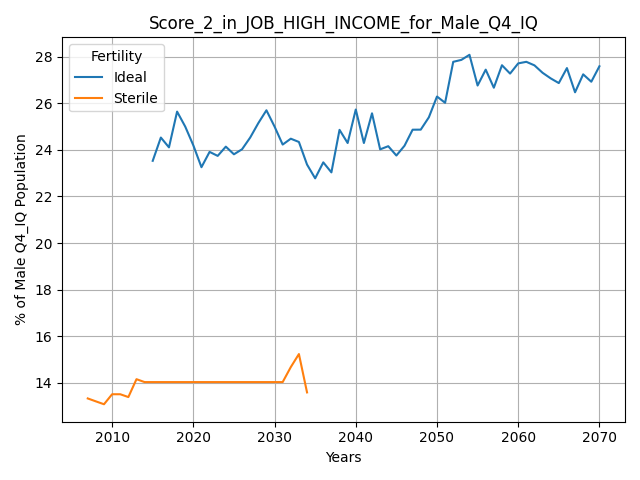 Score_2_in_JOB_HIGH_INCOME_for_Male_Q4_IQ
Fertility
Ideal
Sterile
% of Male Q4_IQ Population
28
26
24
22
20
18
16
14
2010 2020 2030 2040 2050 2060 2070
Years